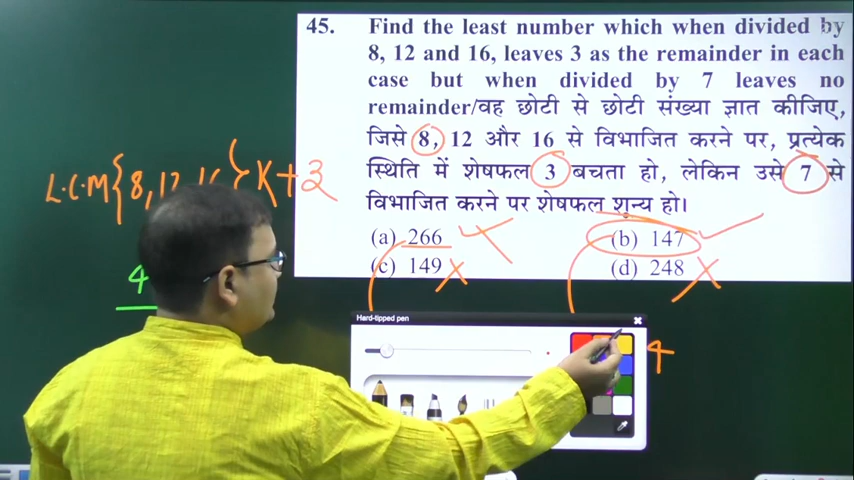 45. Find the least number which when divided by
8, 12 and 16, leaves 3 as the remainder in each
case but when divided by 7 leaves no
remainder/वह छोटी से छोटी संख्या ज्ञात कीजिए,
जिसे 8, 12 और 16 से विभाजित करने पर, प्रत्येक
स्थिति में शेषफल 3 बचता हो, लेकिन उसे 7 से
विभाजित करने पर शेषफल शून्य हो।
(a) 266 (b) 147
(c) 149 (d) 248
L.C.M{8, 12, 16}K+3
4
Hard-tipped pen
4